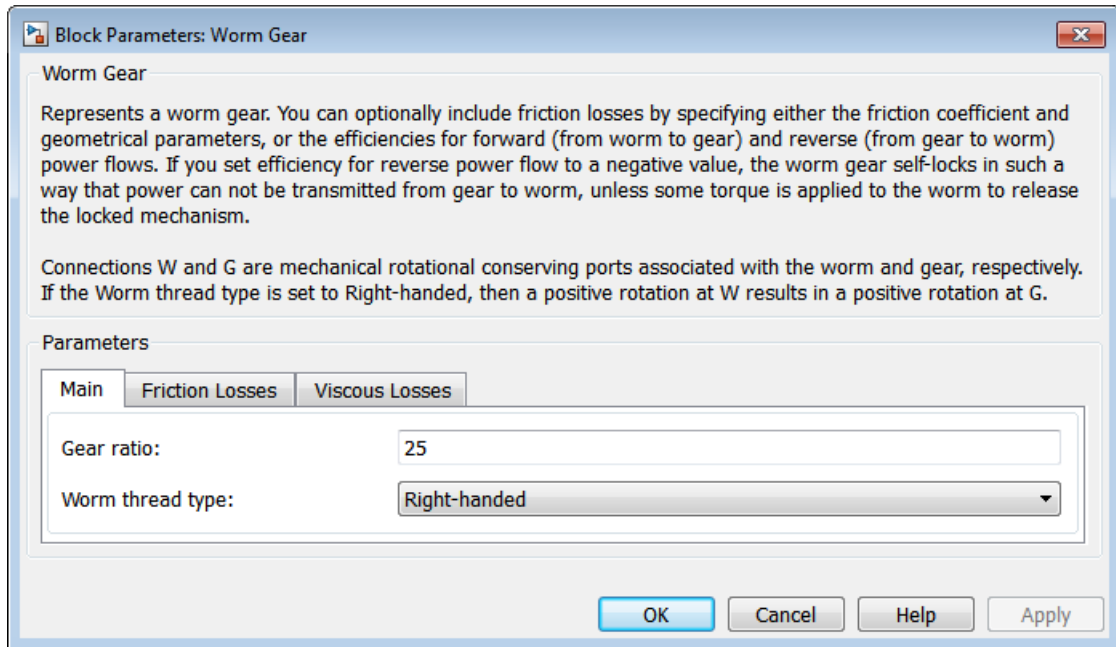 Block Parameters: Worm Gear
Worm Gear
Represents a worm gear. You can optionally include friction losses by specifying either the friction coefficient and
geometrical parameters, or the efficiencies for forward (from worm to gear) and reverse (from gear to worm)
power flows. If you set efficiency for reverse power flow to a negative value, the worm gear self-locks in such a
way that power can not be transmitted from gear to worm, unless some torque is applied to the worm to release
the locked mechanism.
Connections W and G are mechanical rotational conserving ports associated with the worm and gear, respectively.
If the Worm thread type is set to Right-handed, then a positive rotation at W results in a positive rotation at G.
Parameters
Main Friction Losses Viscous Losses
Gear ratio: 25
Worm thread type: Right-handed
OK Cancel Help Apply